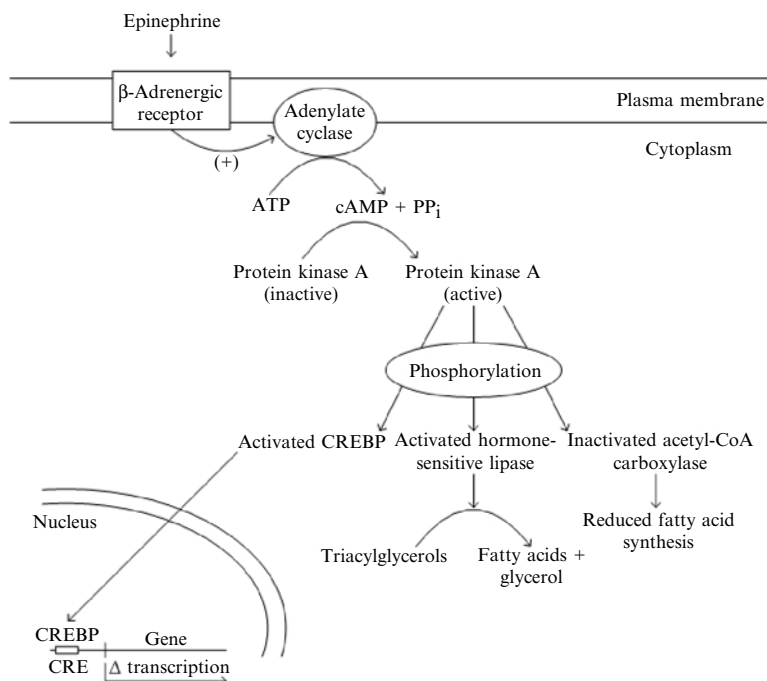 Epinephrine
β-Adrenergic
receptor
Adenylate
cyclase
Plasma membrane
Cytoplasm
(+)
ATP
cAMP + PPi
Protein kinase A
(inactive)
Protein kinase A
(active)
Phosphorylation
Activated CREBP
Activated hormone-
sensitive lipase
Inactivated acetyl-CoA
carboxylase
Nucleus
Triacylglycerols
Fatty acids +
glycerol
Reduced fatty acid
synthesis
CREBP
Gene
CRE
Δ transcription